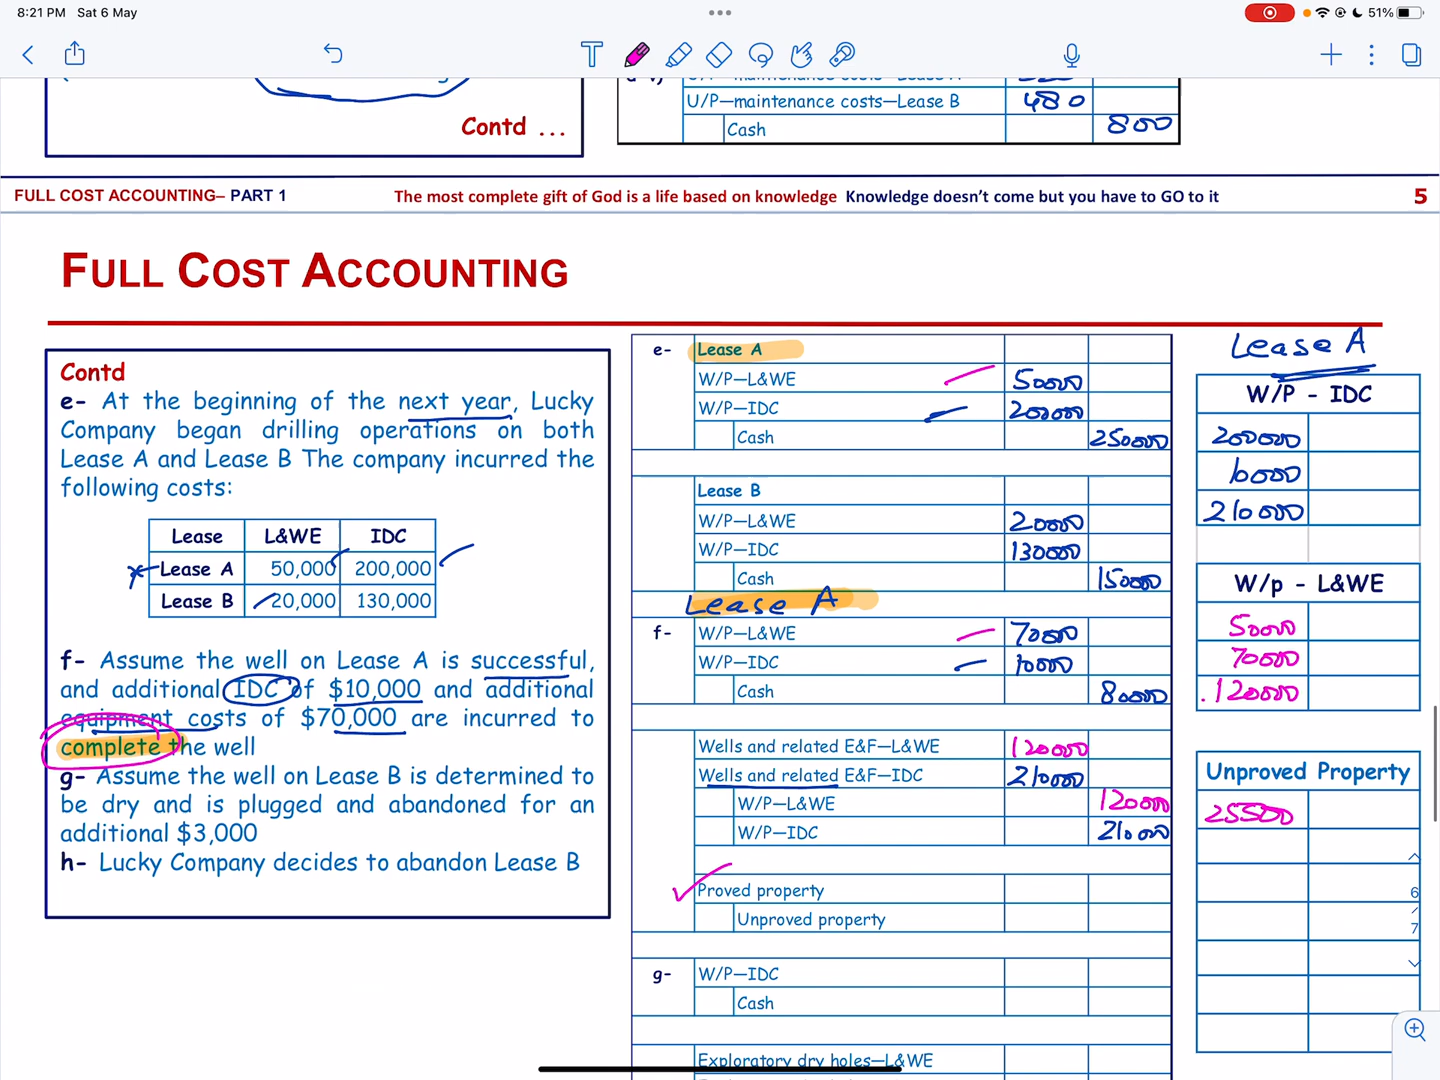 8:21 PM Sat 6 May
51%
T
Contd ...
U/P—maintenance costs—Lease B 480
Cash 800
FULL COST ACCOUNTING– PART 1 The most complete gift of God is a life based on knowledge Knowledge doesn't come but you have to GO to it 5
FULL COST ACCOUNTING
Contd
e- At the beginning of the next year, Lucky
Company began drilling operations on both
Lease A and Lease B The company incurred the
following costs:
Lease L&WE IDC
Lease A 50,000 200,000
Lease B 20,000 130,000
f- Assume the well on Lease A is successful,
and additional IDC of $10,000 and additional
equipment costs of $70,000 are incurred to
complete the well
g- Assume the well on Lease B is determined to
be dry and is plugged and abandoned for an
additional $3,000
h- Lucky Company decides to abandon Lease B
e- Lease A
W/P—L&WE 50000
W/P—IDC 200000
Cash 250000
Lease B
W/P—L&WE 20000
W/P—IDC 130000
Cash 150000
Lease A
f- W/P—L&WE 70000
W/P—IDC 10000
Cash 80000
Wells and related E&F—L&WE 120000
Wells and related E&F—IDC 210000
W/P—L&WE 120000
W/P—IDC 210000
Proved property
Unproved property
g- W/P—IDC
Cash
Exploratory dry holes—L&WE
Lease A
W/P - IDC
200000
10000
210000
W/p - L&WE
50000
70000
120000
Unproved Property
25500
6
/
7